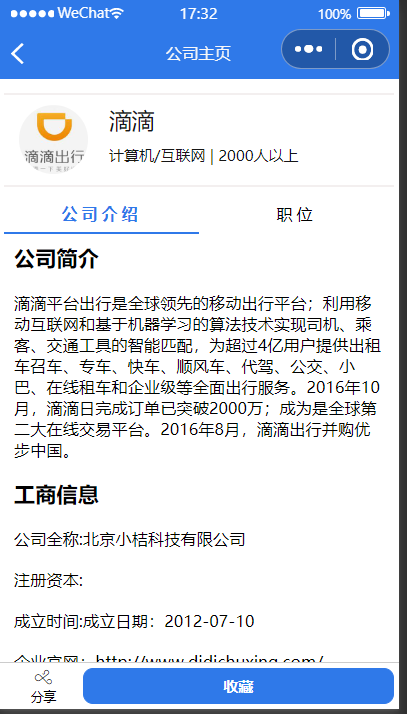 WeChat 17:32 100%
公司主页
滴滴
滴滴出行
计算机/互联网 | 2000人以上
公司介绍 职位
公司简介
滴滴平台出行是全球领先的移动出行平台；利用移
动互联网和基于机器学习的算法技术实现司机、乘
客、交通工具的智能匹配，为超过4亿用户提供出租
车召车、专车、快车、顺风车、代驾、公交、小
巴、在线租车和企业级等全面出行服务。2016年10
月，滴滴日完成订单已突破2000万；成为是全球第
二大在线交易平台。2016年8月，滴滴出行并购优
步中国。
工商信息
公司全称:北京小桔科技有限公司
注册资本:
成立时间:成立日期：2012-07-10
企业官网：http://www.didichuxing.com/
分享 收藏